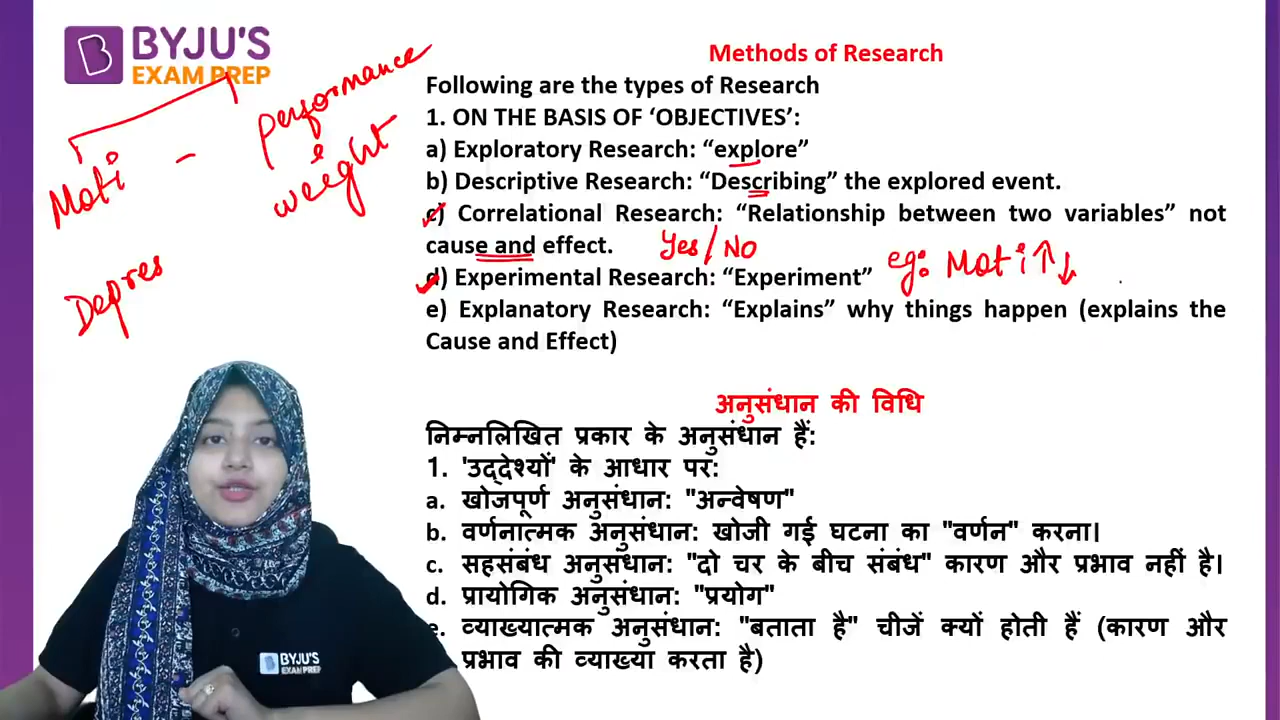 BYJU'S
EXAM PREP
Methods of Research
Following are the types of Research
1. ON THE BASIS OF ‘OBJECTIVES’:
a) Exploratory Research: “explore”
b) Descriptive Research: “Describing” the explored event.
c) Correlational Research: “Relationship between two variables” not
cause and effect.
Yes/No
d) Experimental Research: “Experiment”
eg: Moti↑↓
e) Explanatory Research: “Explains” why things happen (explains the
Cause and Effect)
Moti - performance
weight
Depres
अनुसंधान की विधि
निम्नलिखित प्रकार के अनुसंधान हैं:
1. 'उद्देश्यों' के आधार पर:
a. खोजपूर्ण अनुसंधान: "अन्वेषण"
b. वर्णनात्मक अनुसंधान: खोजी गई घटना का "वर्णन" करना।
c. सहसंबंध अनुसंधान: "दो चर के बीच संबंध" कारण और प्रभाव नहीं है।
d. प्रायोगिक अनुसंधान: "प्रयोग"
e. व्याख्यात्मक अनुसंधान: "बताता है" चीजें क्यों होती हैं (कारण और
प्रभाव की व्याख्या करता है)
BYJU'S
EXAM PREP